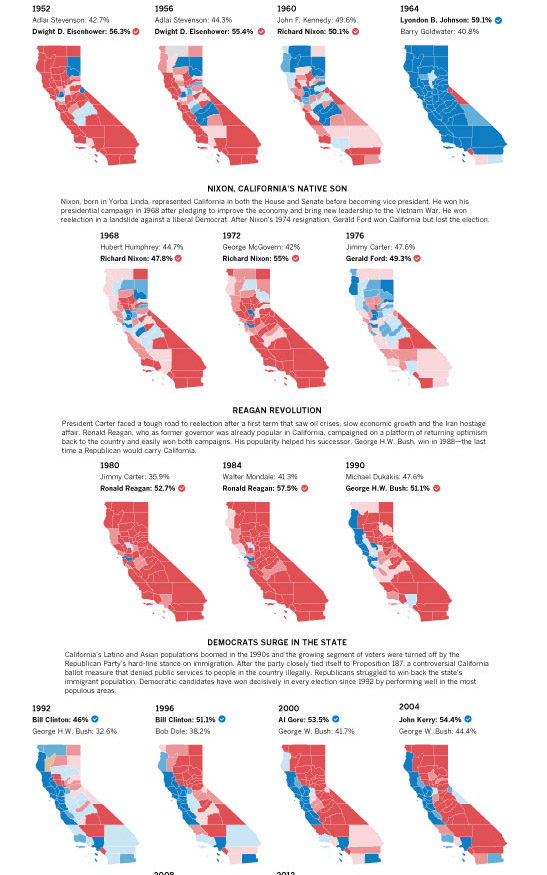 1952
Adlai Stevenson: 42.7%
Dwight D. Eisenhower: 56.3%
1956
Adlai Stevenson: 44.3%
Dwight D. Eisenhower: 55.4%
1960
John F. Kennedy: 49.6%
Richard Nixon: 50.1%
1964
Lyondon B. Johnson: 59.1%
Barry Goldwater: 40.8%
NIXON, CALIFORNIA'S NATIVE SON
Nixon, born in Yorba Linda, represented California in both the House and Senate before becoming vice president. He won his
presidential campaign in 1968 after pledging to improve the economy and bring new leadership to the Vietnam War. He won
reelection in a landslide against a liberal Democrat. After Nixon's 1974 resignation, Gerald Ford won California but lost the election.
1968
Hubert Humphrey: 44.7%
Richard Nixon: 47.8%
1972
George McGovern: 42%
Richard Nixon: 55%
1976
Jimmy Carter: 47.6%
Gerald Ford: 49.3%
REAGAN REVOLUTION
President Carter faced a tough road to reelection after a first term that saw oil crises, slow economic growth and the Iran hostage
affair. Ronald Reagan, who as former governor was already popular in California, campaigned on a platform of returning optimism
back to the country and easily won both campaigns. His popularity helped his successor, George H.W. Bush, win in 1988—the last
time a Republican would carry California.
1980
Jimmy Carter: 35.9%
Ronald Reagan: 52.7%
1984
Walter Mondale: 41.3%
Ronald Reagan: 57.5%
1990
Michael Dukakis: 47.6%
George H.W. Bush: 51.1%
DEMOCRATS SURGE IN THE STATE
California's Latino and Asian populations boomed in the 1990s and the growing segment of voters were turned off by the
Republican Party's hard-line stance on immigration. After the party closely tied itself to Proposition 187, a controversial California
ballot measure that denied public services to people in the country illegally, Republicans struggled to win back the state's
immigrant population. Democratic candidates have won decisively in every election since 1992 by performing well in the most
populous areas.
1992
Bill Clinton: 46%
George H.W. Bush: 32.6%
1996
Bill Clinton: 51.1%
Bob Dole: 38.2%
2000
Al Gore: 53.5%
George W. Bush: 41.7%
2004
John Kerry: 54.4%
George W. Bush: 44.4%
2008
2012